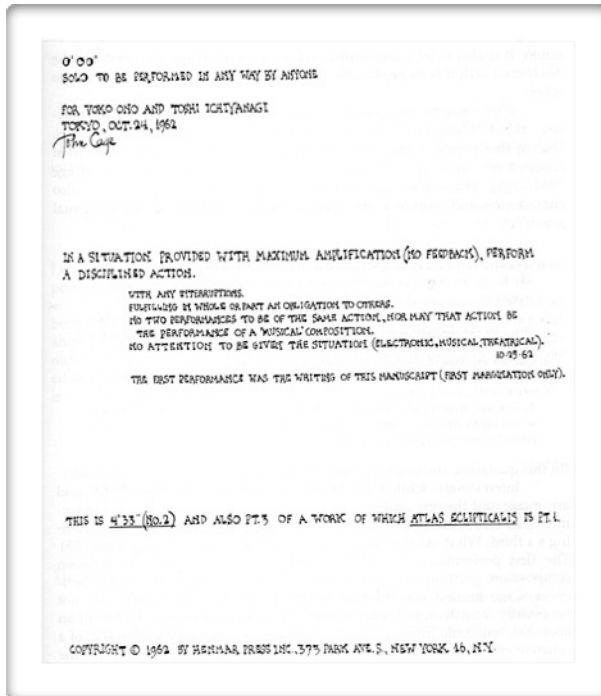 0'00"
SOLO TO BE PERFORMED IN ANY WAY BY ANYONE
FOR YOKO ONO AND TOSHI ICHIYANAGI
TOKYO, OCT. 24, 1962
John Cage
IN A SITUATION PROVIDED WITH MAXIMUM AMPLIFICATION (NO FEEDBACK), PERFORM
A DISCIPLINED ACTION.
WITH ANY INTERRUPTIONS.
FULFILLING IN WHOLE OR PART AN OBLIGATION TO OTHERS.
NO TWO PERFORMANCES TO BE OF THE SAME ACTION, NOR MAY THAT ACTION BE
THE PERFORMANCE OF A 'MUSICAL' COMPOSITION.
NO ATTENTION TO BE GIVEN THE SITUATION (ELECTRONIC, MUSICAL, THEATRICAL).
10-25-62
THE FIRST PERFORMANCE WAS THE WRITING OF THIS MANUSCRIPT (FIRST MARGINATION ONLY).
THIS IS 4'33" (NO.2) AND ALSO PT.3 OF A WORK OF WHICH ATLAS ECLIPTICALIS IS PT.1.
COPYRIGHT © 1962 BY HENMAR PRESS INC., 373 PARK AVE. S., NEW YORK 16, N.Y.